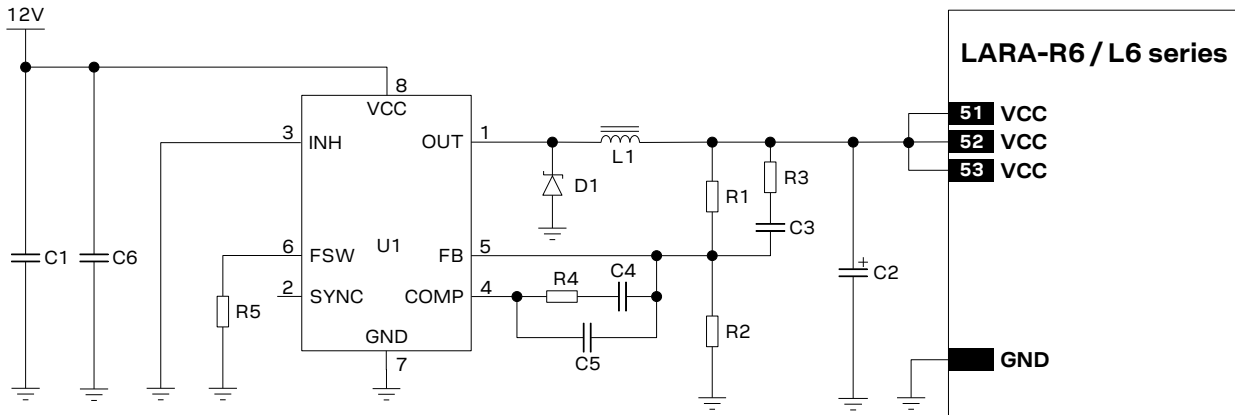 12V
LARA-R6 / L6 series
8
VCC
51 VCC
3 INH
OUT 1
52 VCC
L1
53 VCC
D1
R1
R3
C3
U1
C1
C6
6 FSW
FB 5
C2
+
R4
C4
2 SYNC
COMP 4
R5
R2
GND
C5
7
GND